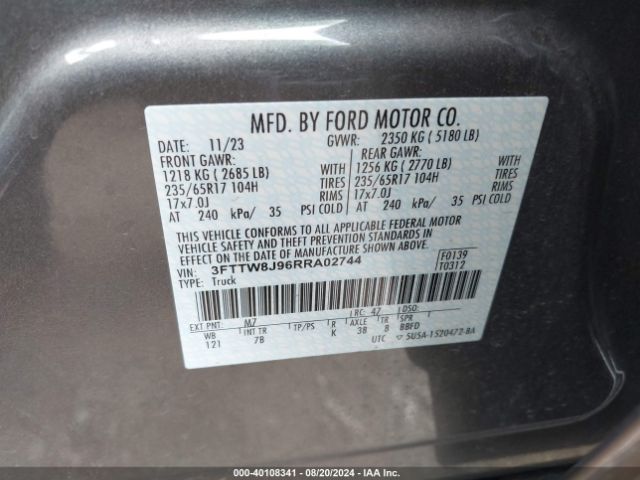 MFD. BY FORD MOTOR CO.
DATE: 11/23 GVWR: 2350 KG ( 5180 LB)
FRONT GAWR: REAR GAWR:
1218 KG ( 2685 LB) WITH 1256 KG ( 2770 LB) WITH
235/65R17 104H TIRES 235/65R17 104H TIRES
17x7.0J RIMS 17x7.0J RIMS
AT 240 kPa/ 35 PSI COLD AT 240 kPa/ 35 PSI COLD
THIS VEHICLE CONFORMS TO ALL APPLICABLE FEDERAL MOTOR
VEHICLE SAFETY AND THEFT PREVENTION STANDARDS IN
EFFECT ON THE DATE OF MANUFACTURE SHOWN ABOVE.
VIN: 3FTTW8J96RRA02744 F0139
TYPE: Truck T0312
RC: 47 DSO:
EXT PNT: M7
WB INT TR TP/PS R AXLE TR SPR
121 7B K 3B 8 BBFD
UTC ▽ 5U5A-1520472-BA
000-40108341 / 08/20/2024 / IAA Inc.